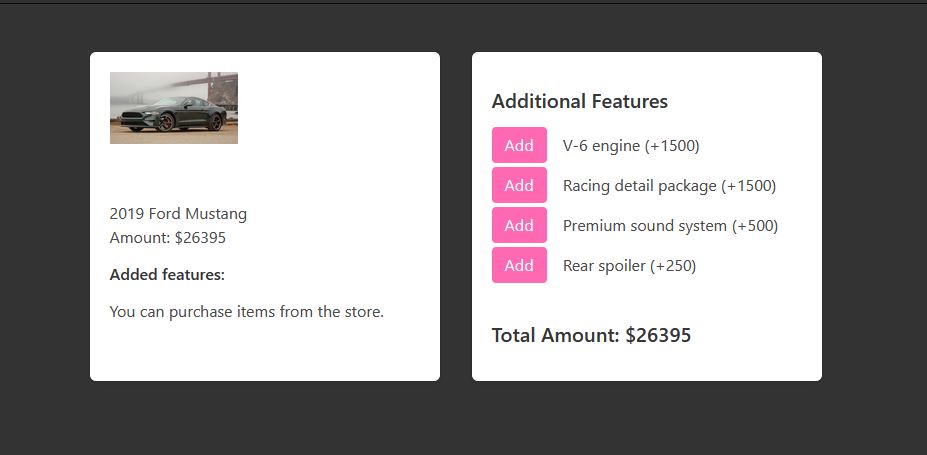 2019 Ford Mustang
Amount: $26395
Added features:
You can purchase items from the store.
Additional Features
Add V-6 engine (+1500)
Add Racing detail package (+1500)
Add Premium sound system (+500)
Add Rear spoiler (+250)
Total Amount: $26395